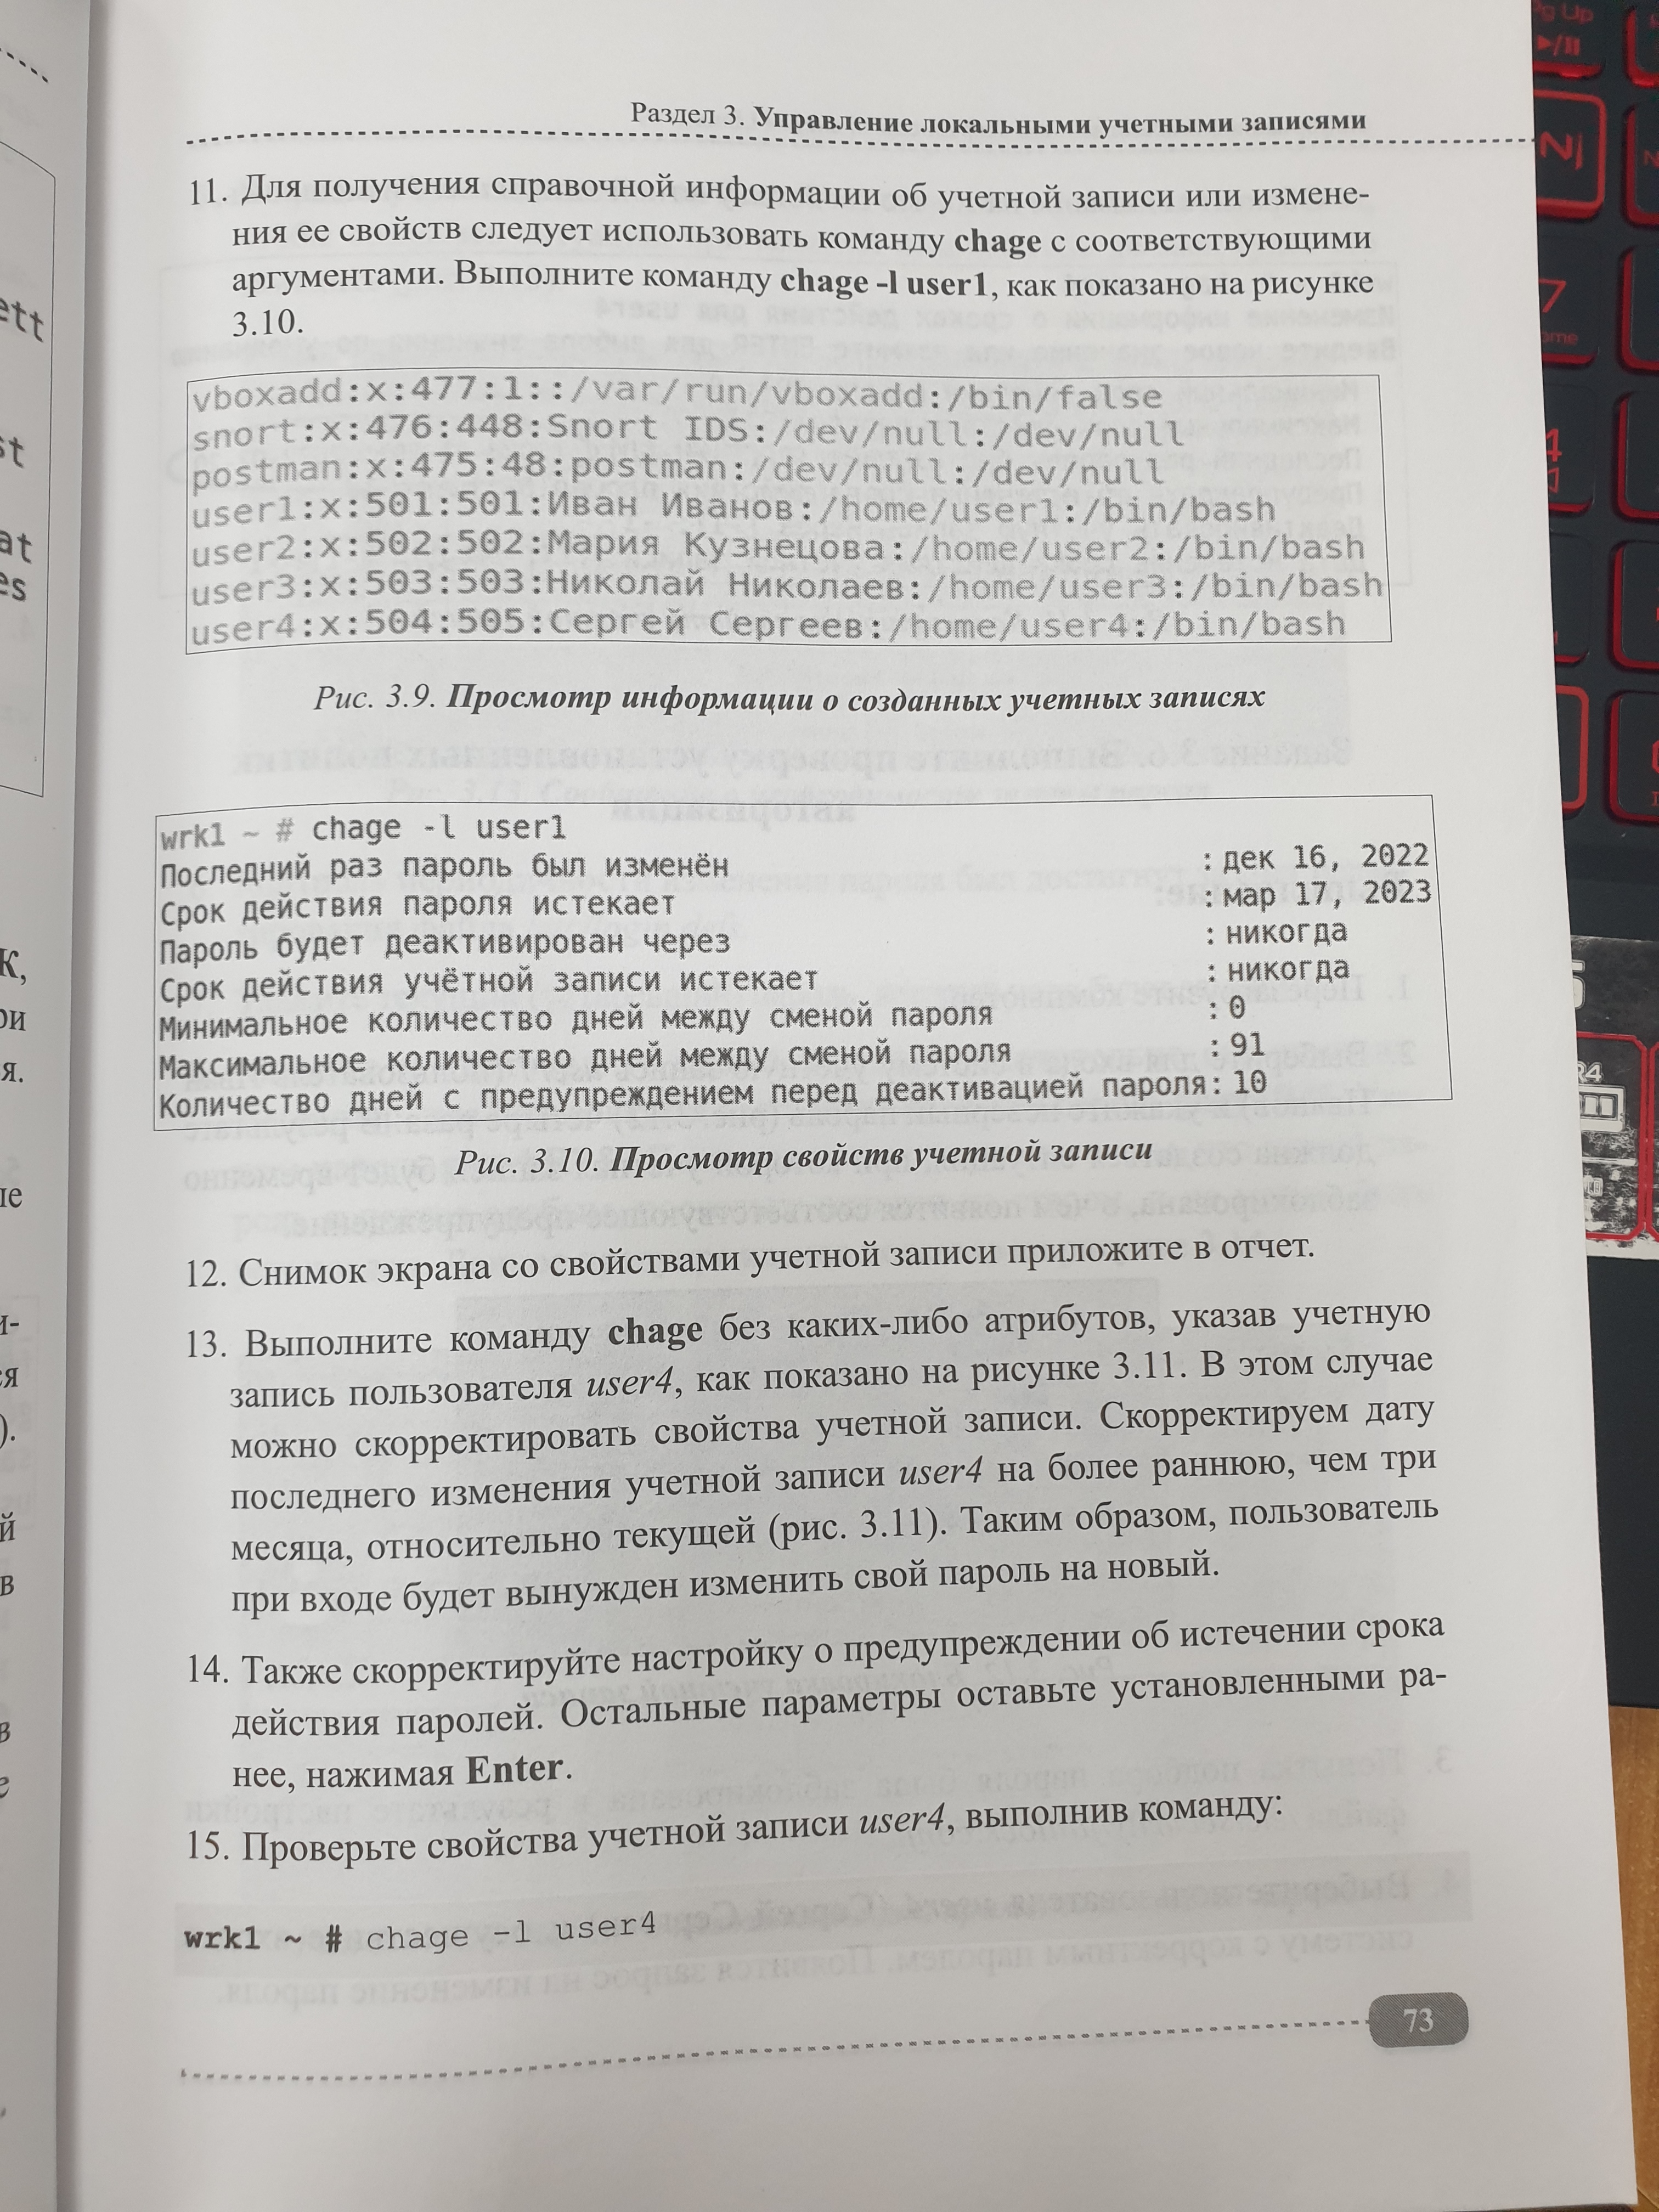 Раздел 3. Управление локальными учетными записями
11. Для получения справочной информации об учетной записи или измене-
ния ее свойств следует использовать команду chage с соответствующими
аргументами. Выполните команду chage -l user1, как показано на рисунке
3.10.
vboxadd:x:477:1::/var/run/vboxadd:/bin/false
snort:x:476:448:Snort IDS:/dev/null:/dev/null
postman:x:475:48:postman:/dev/null:/dev/null
user1:x:501:501:Иван Иванов:/home/user1:/bin/bash
user2:x:502:502:Мария Кузнецова:/home/user2:/bin/bash
user3:x:503:503:Николай Николаев:/home/user3:/bin/bash
user4:x:504:505:Сергей Сергеев:/home/user4:/bin/bash
Рис. 3.9. Просмотр информации о созданных учетных записях
wrk1 ~ # chage -l user1
Последний раз пароль был изменён : дек 16, 2022
Срок действия пароля истекает : мар 17, 2023
Пароль будет деактивирован через : никогда
Срок действия учётной записи истекает : никогда
Минимальное количество дней между сменой пароля : 0
Максимальное количество дней между сменой пароля : 91
Количество дней с предупреждением перед деактивацией пароля: 10
Рис. 3.10. Просмотр свойств учетной записи
12. Снимок экрана со свойствами учетной записи приложите в отчет.
13. Выполните команду chage без каких-либо атрибутов, указав учетную
запись пользователя user4, как показано на рисунке 3.11. В этом случае
можно скорректировать свойства учетной записи. Скорректируем дату
последнего изменения учетной записи user4 на более раннюю, чем три
месяца, относительно текущей (рис. 3.11). Таким образом, пользователь
при входе будет вынужден изменить свой пароль на новый.
14. Также скорректируйте настройку о предупреждении об истечении срока
действия паролей. Остальные параметры оставьте установленными ра-
нее, нажимая Enter.
15. Проверьте свойства учетной записи user4, выполнив команду:
wrk1 ~ # chage -l user4
73